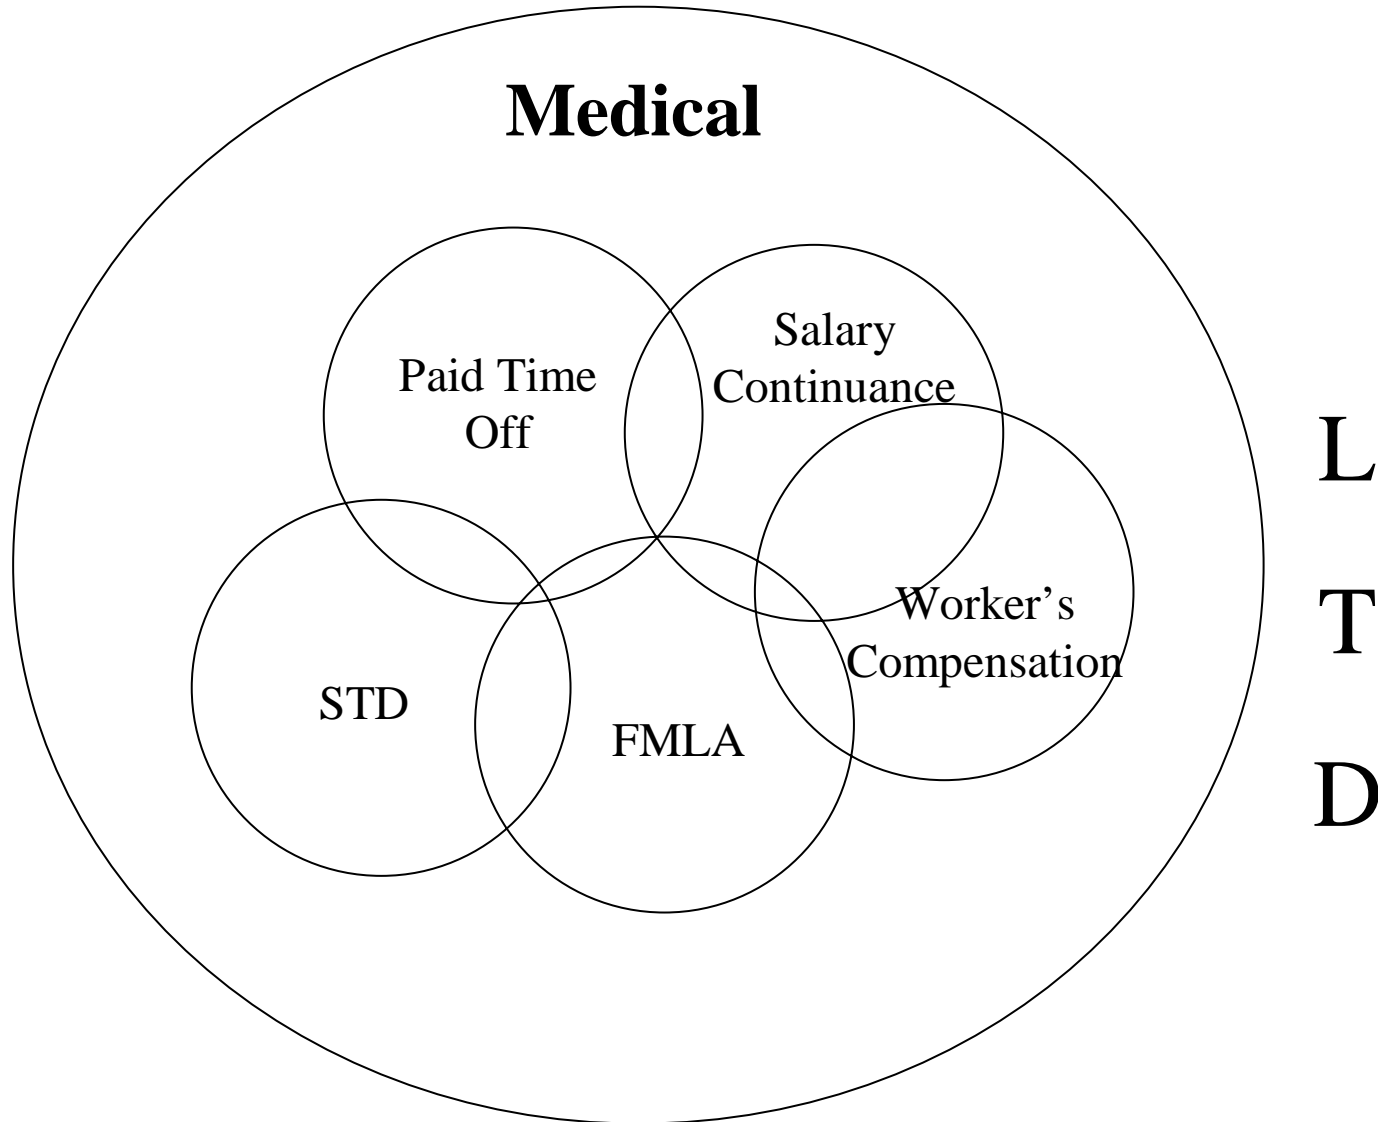 Medical
Paid Time
Off
Salary
Continuance
Worker’s
Compensation
STD
FMLA
L
T
D